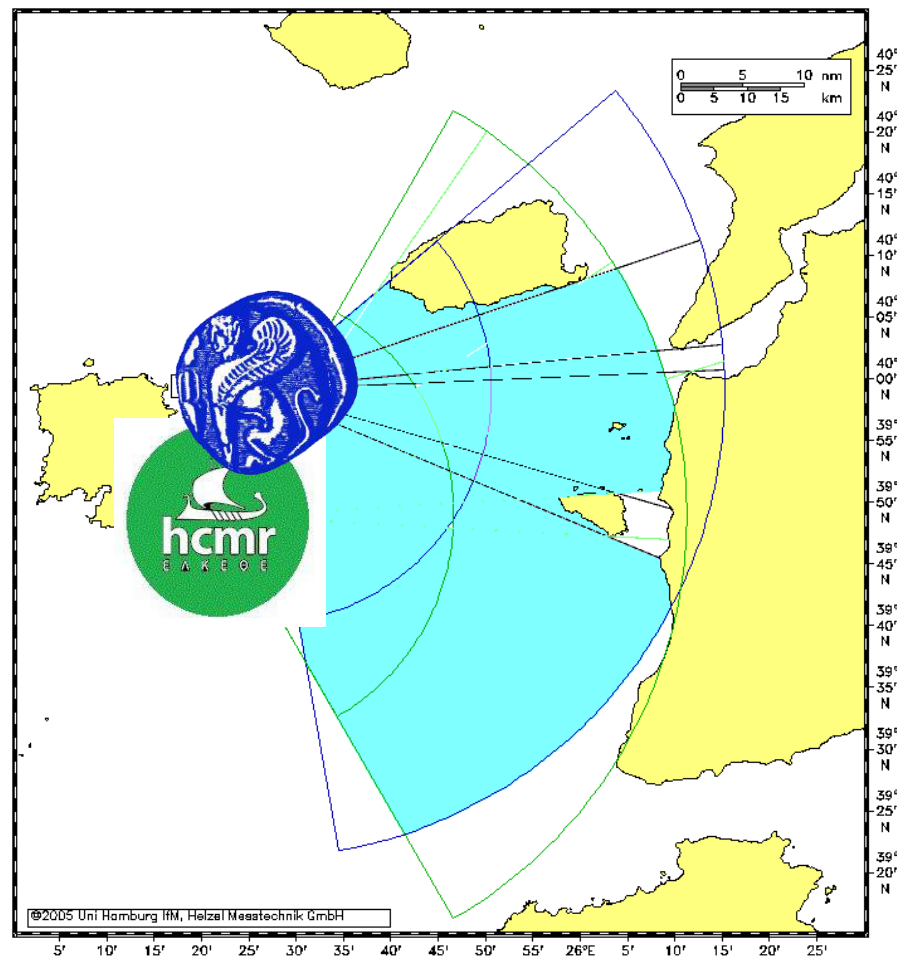 0 5 10 nm
0 5 10 15 km
40°
25'
N
40°
20'
N
40°
15'
N
40°
10'
N
40°
05'
N
40°
00'
N
39°
55'
N
39°
50'
N
39°
45'
N
39°
40'
N
39°
35'
N
39°
30'
N
39°
25'
N
39°
20'
N
hcmr
ΕΛΚΕΘΕ
©2005 Uni Hamburg IfM, Helzel Messtechnik GmbH
5' 10' 15' 20' 25' 30' 35' 40' 45' 50' 55' 26°E 5' 10' 15' 20' 25'